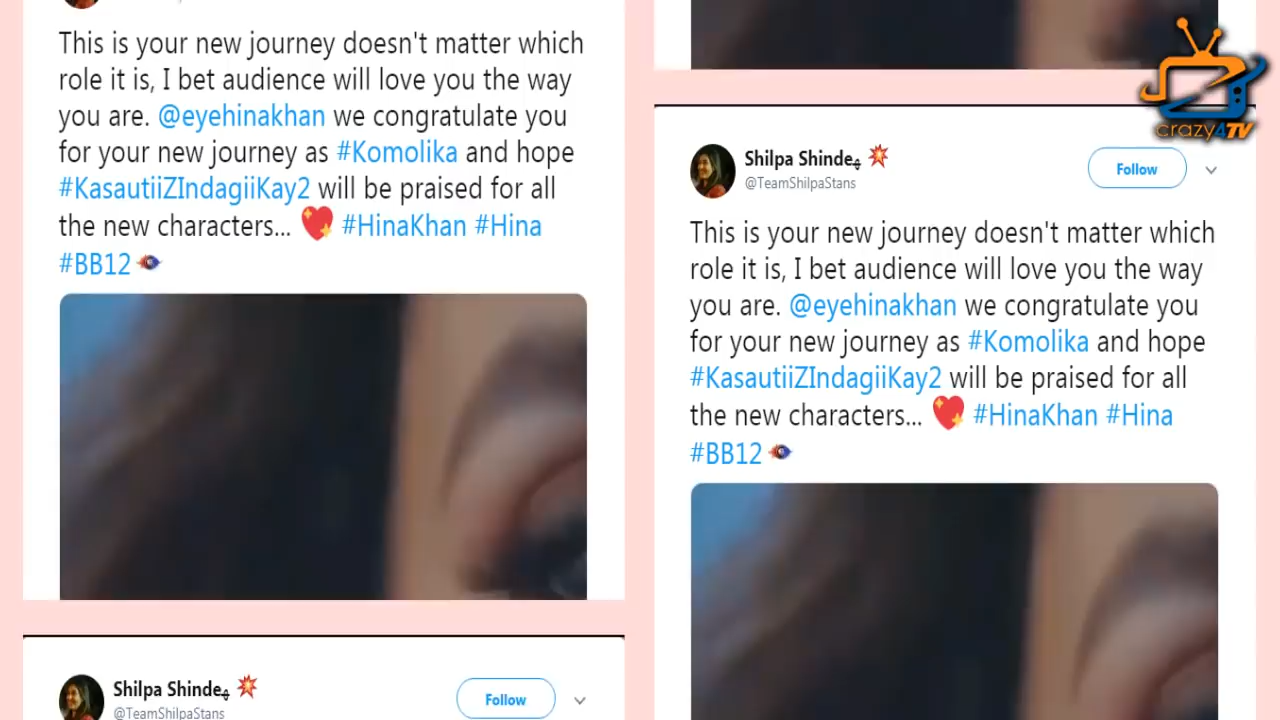 This is your new journey doesn't matter which
role it is, I bet audience will love you the way
you are. @eyehinakhan we congratulate you
for your new journey as #Komolika and hope
#KasautiiZIndagiiKay2 will be praised for all
the new characters... 💖 #HinaKhan #Hina
#BB12
Shilpa Shinde 💥
@TeamShilpaStans
Follow
crazy4TV
Shilpa Shinde 💥
@TeamShilpaStans
Follow
This is your new journey doesn't matter which
role it is, I bet audience will love you the way
you are. @eyehinakhan we congratulate you
for your new journey as #Komolika and hope
#KasautiiZIndagiiKay2 will be praised for all
the new characters... 💖 #HinaKhan #Hina
#BB12